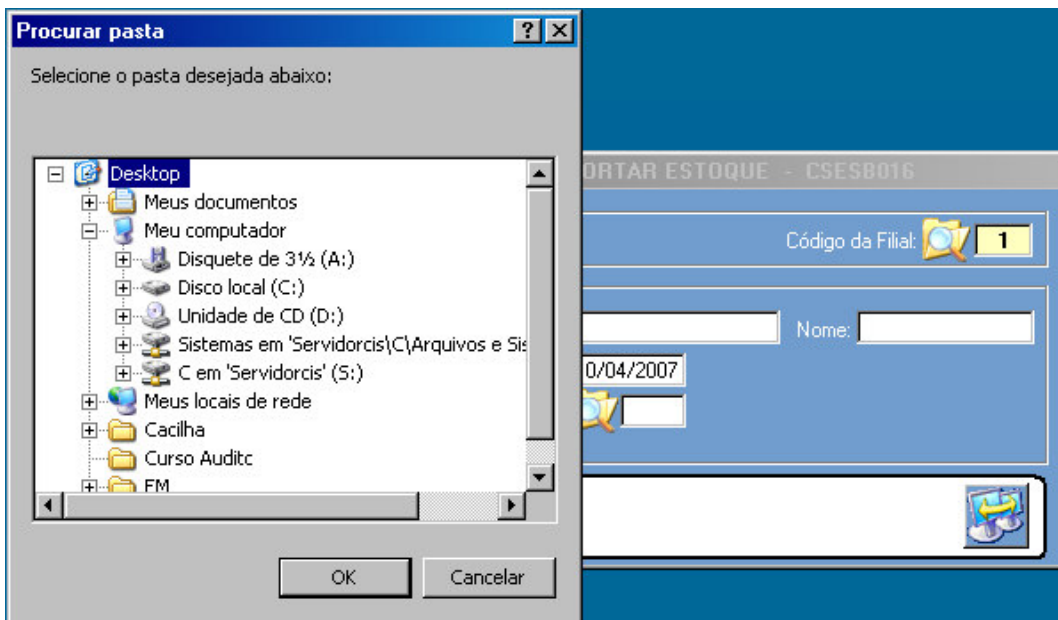 Procurar pasta
Selecione o pasta desejada abaixo:
Desktop
Meus documentos
Meu computador
Disquete de 3½ (A:)
Disco local (C:)
Unidade de CD (D:)
Sistemas em 'Servidorcis\C\Arquivos e Sis
C em 'Servidorcis' (S:)
Meus locais de rede
Cacilha
Curso Auditc
FM
OK Cancelar
ORTAR ESTOQUE - CSESB016
Código da Filial: 1
Nome:
0/04/2007